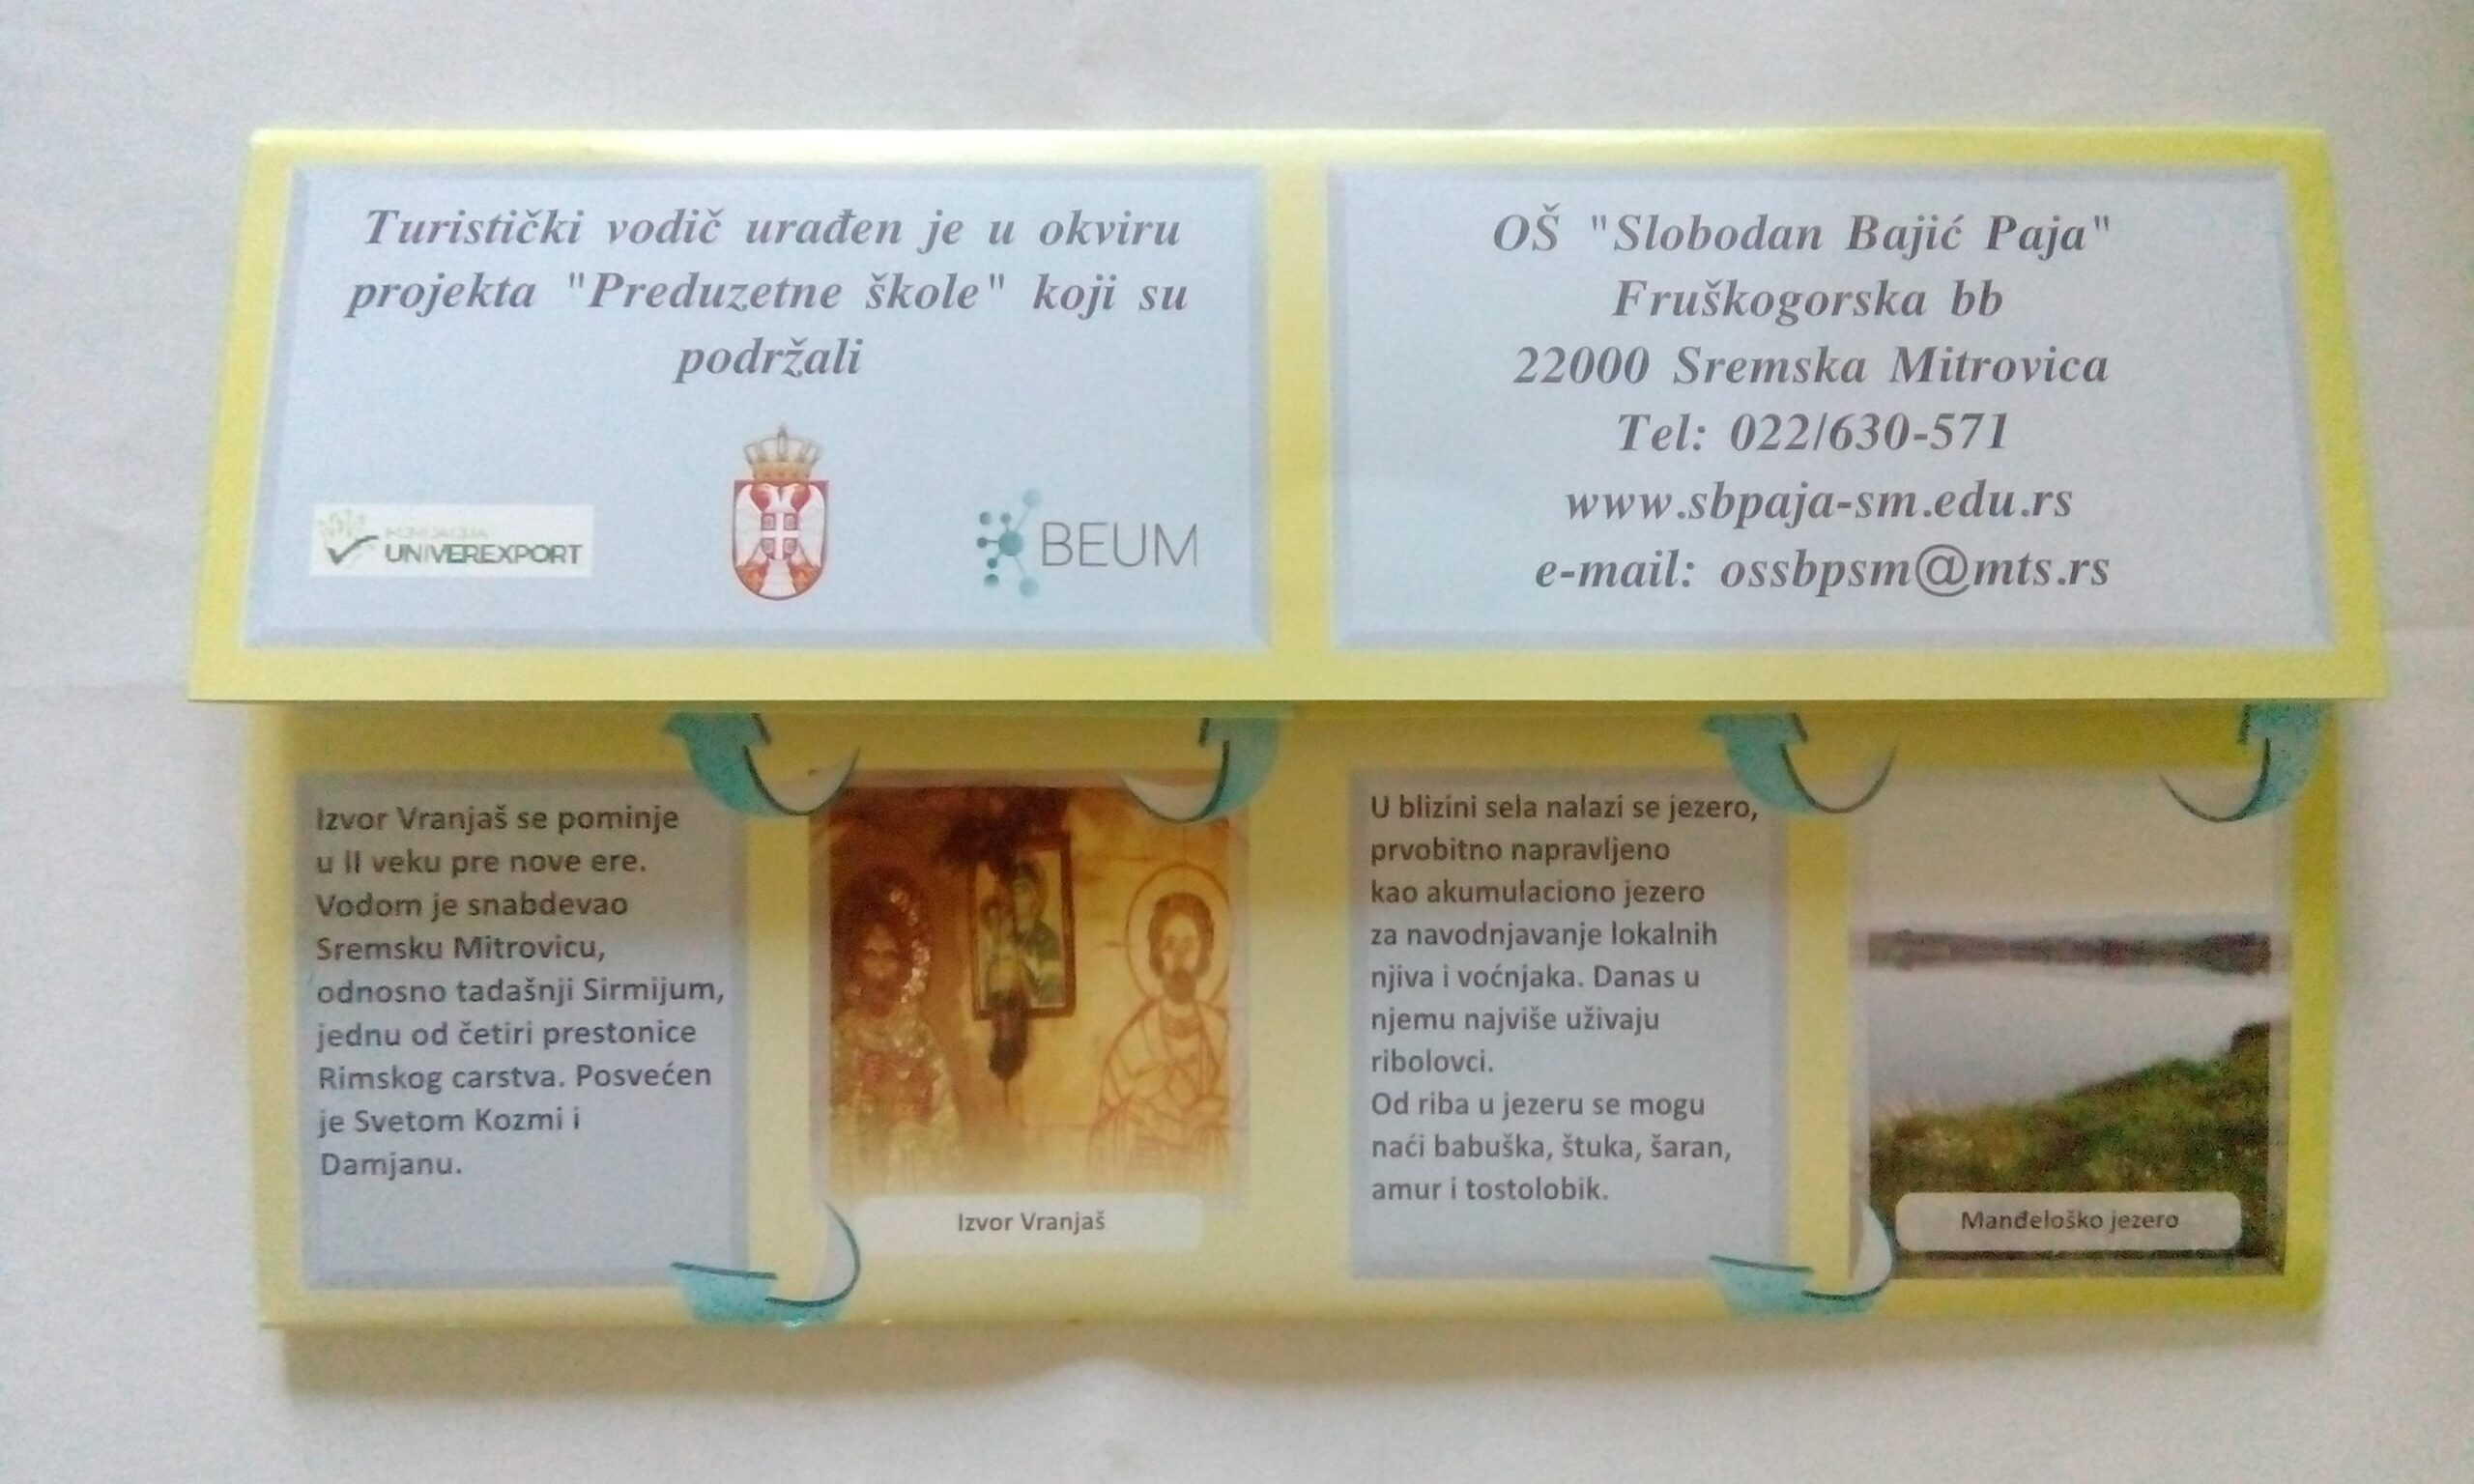 Turistički vodič urađen je u okviru
projekta "Preduzetne škole" koji su
podržali
FONDACIJA
UNIVEREXPORT
BEUM
OŠ "Slobodan Bajić Paja"
Fruškogorska bb
22000 Sremska Mitrovica
Tel: 022/630-571
www.sbpaja-sm.edu.rs
e-mail: ossbpsm@mts.rs
Izvor Vranjaš se pominje
u II veku pre nove ere.
Vodom je snabdevao
Sremsku Mitrovicu,
odnosno tadašnji Sirmijum,
jednu od četiri prestonice
Rimskog carstva. Posvećen
je Svetom Kozmi i
Damjanu.
Izvor Vranjaš
U blizini sela nalazi se jezero,
prvobitno napravljeno
kao akumulaciono jezero
za navodnjavanje lokalnih
njiva i voćnjaka. Danas u
njemu najviše uživaju
ribolovci.
Od riba u jezeru se mogu
naći babuška, štuka, šaran,
amur i tostolobik.
Manđeloško jezero